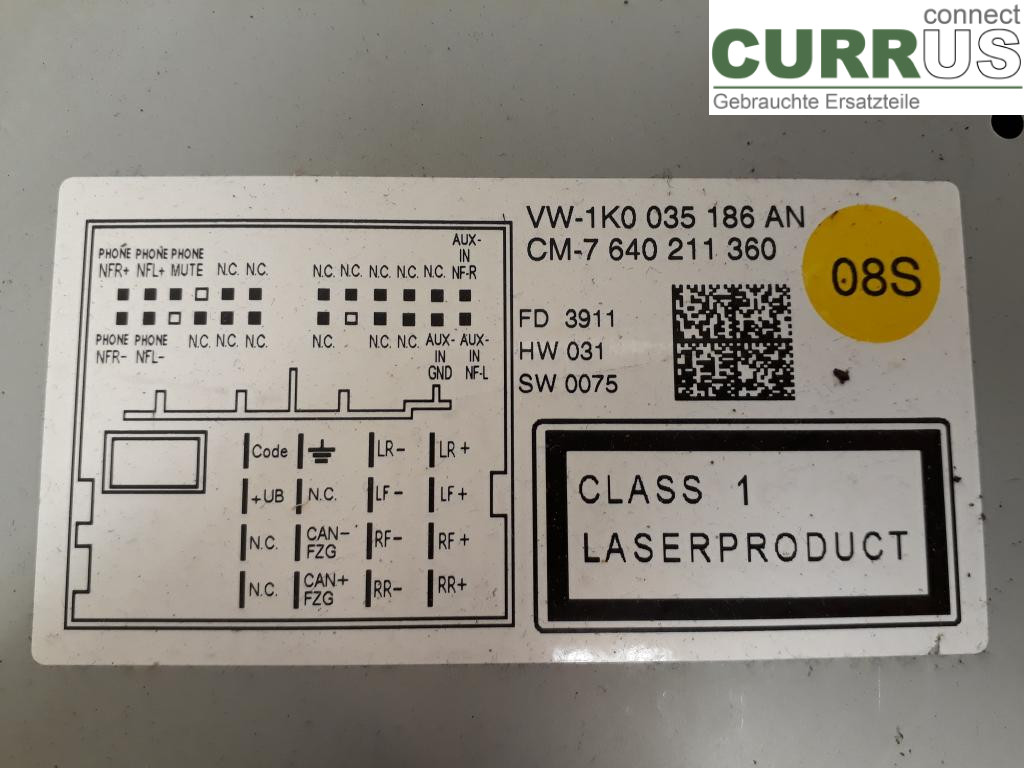 connect
CURRUS
Gebrauchte Ersatzteile
VW-1K0 035 186 AN
CM-7 640 211 360
08S
FD 3911
HW 031
SW 0075
PHONE PHONE PHONE
NFR+ NFL+ MUTE N.C. N.C.
N.C. N.C. N.C. N.C. N.C.
AUX-
IN
NF-R
PHONE PHONE
NFR- NFL-
N.C. N.C. N.C.
N.C. N.C. N.C.
AUX-
IN
GND
AUX-
IN
NF-L
Code LR- LR+
+UB N.C. LF- LF+
N.C. CAN-
FZG RF- RF+
N.C. CAN+
FZG RR- RR+
CLASS 1
LASERPRODUCT